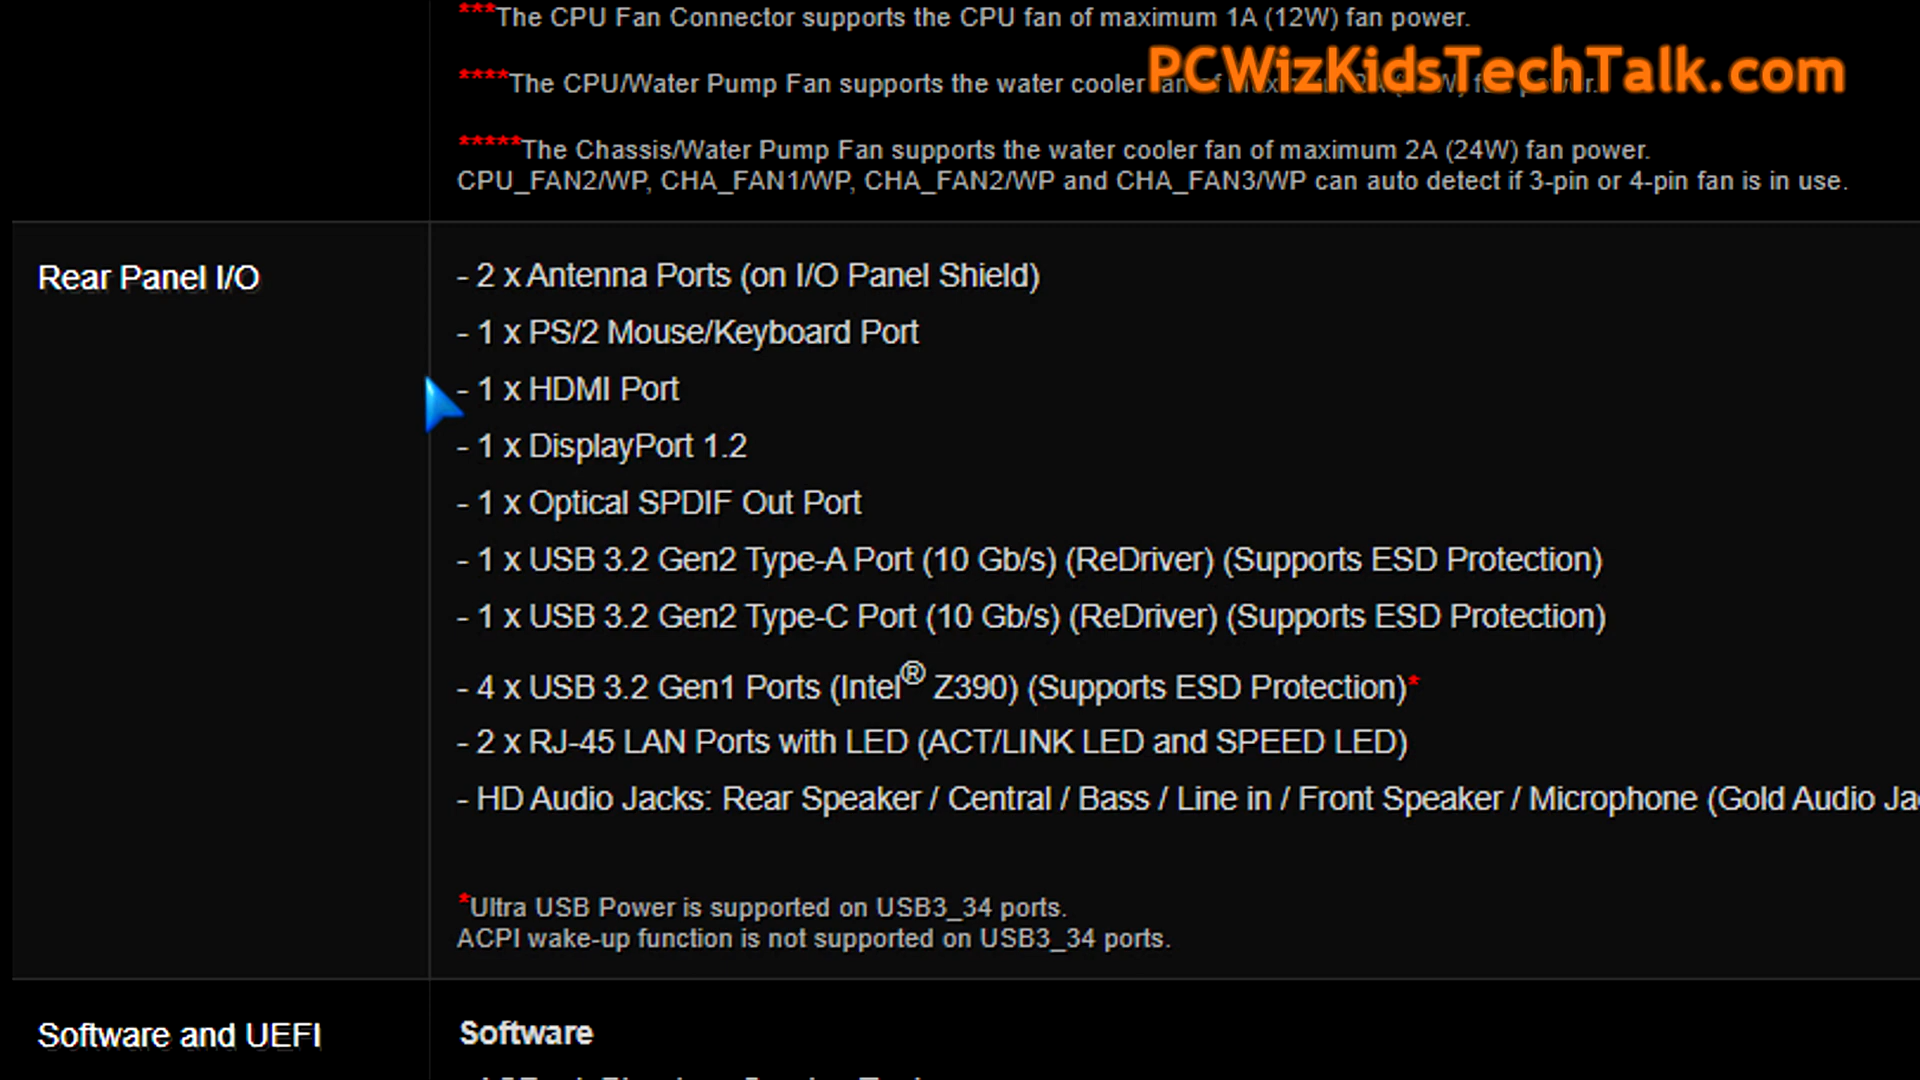 ***The CPU Fan Connector supports the CPU fan of maximum 1A (12W) fan power.
PCWizKidsTechTalk.com
****The CPU/Water Pump Fan supports the water cooler fan of maximum fan power.
*****The Chassis/Water Pump Fan supports the water cooler fan of maximum 2A (24W) fan power.
CPU_FAN2/WP, CHA_FAN1/WP, CHA_FAN2/WP and CHA_FAN3/WP can auto detect if 3-pin or 4-pin fan is in use.
Rear Panel I/O
- 2 x Antenna Ports (on I/O Panel Shield)
- 1 x PS/2 Mouse/Keyboard Port
- 1 x HDMI Port
- 1 x DisplayPort 1.2
- 1 x Optical SPDIF Out Port
- 1 x USB 3.2 Gen2 Type-A Port (10 Gb/s) (ReDriver) (Supports ESD Protection)
- 1 x USB 3.2 Gen2 Type-C Port (10 Gb/s) (ReDriver) (Supports ESD Protection)
- 4 x USB 3.2 Gen1 Ports (Intel® Z390) (Supports ESD Protection)*
- 2 x RJ-45 LAN Ports with LED (ACT/LINK LED and SPEED LED)
- HD Audio Jacks: Rear Speaker / Central / Bass / Line in / Front Speaker / Microphone (Gold Audio Ja
*Ultra USB Power is supported on USB3_34 ports.
ACPI wake-up function is not supported on USB3_34 ports.
Software and UEFI
Software